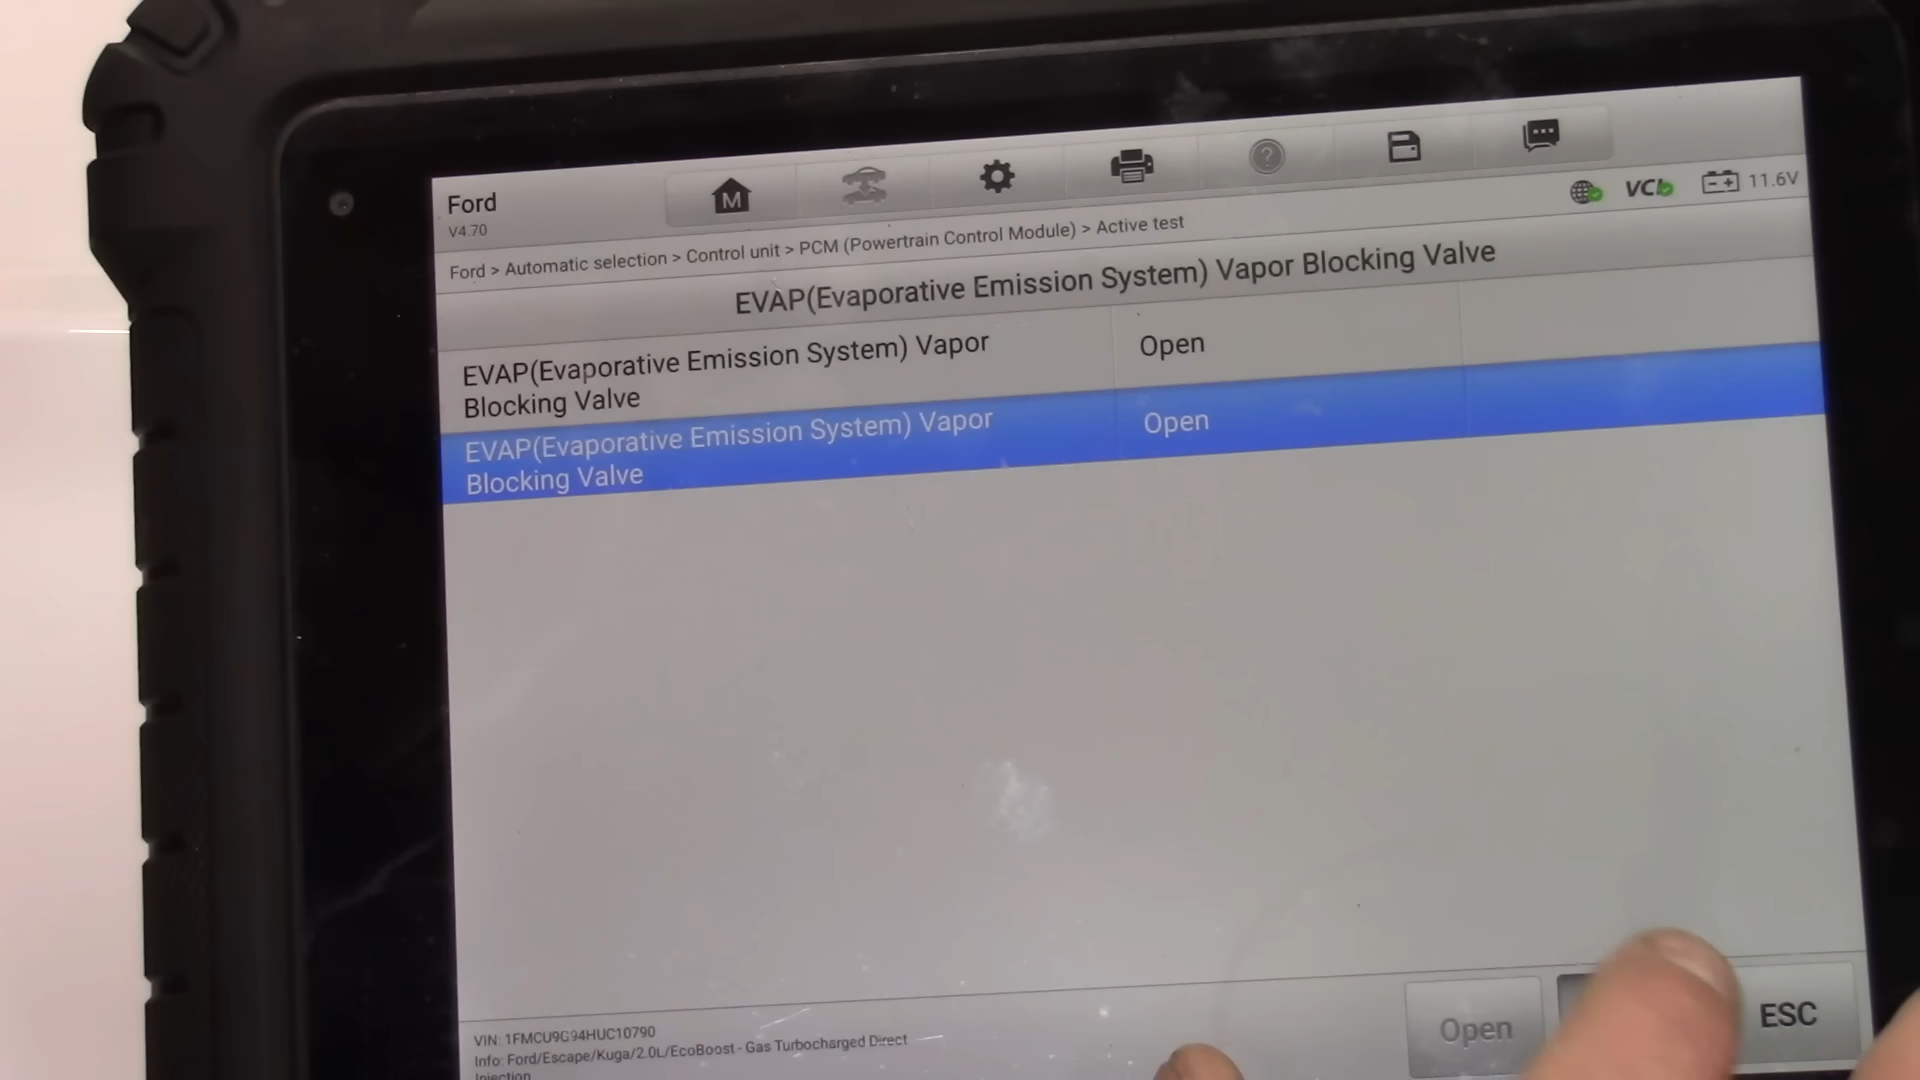 Ford
V4.70
M
?
VCI
11.6V
Ford > Automatic selection > Control unit > PCM (Powertrain Control Module) > Active test
EVAP(Evaporative Emission System) Vapor Blocking Valve
EVAP(Evaporative Emission System) Vapor
Blocking Valve
Open
EVAP(Evaporative Emission System) Vapor
Blocking Valve
Open
VIN: 1FMCU9G94HUC10790
Info: Ford/Escape/Kuga/2.0L/EcoBoost - Gas Turbocharged Direct
Injection
Open
ESC